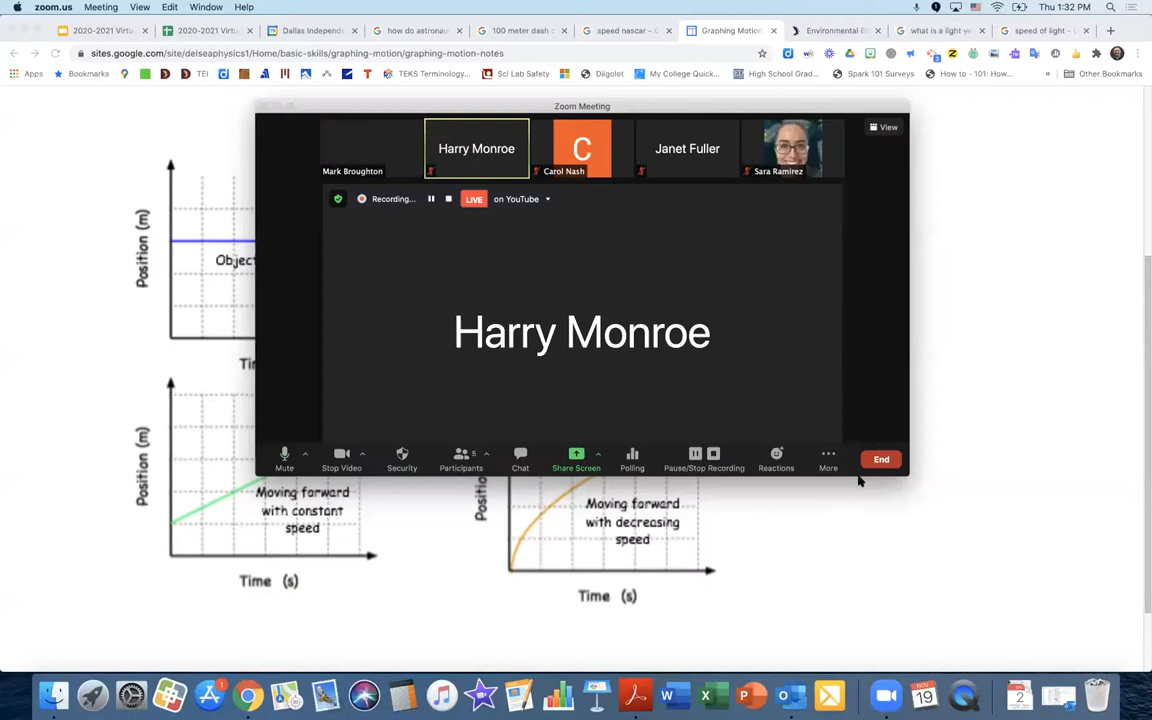 zoom.us Meeting View Edit Window Help Thu 1:32 PM
2020-2021 Virtu 2020-2021 Virtu Dallas Independ how do astronau 100 meter dash speed nascar - Graphing Motion Environmental E what is a light ye speed of light -
sites.google.com/site/delseaphysics1/Home/basic-skills/graphing-motion/graphing-motion-notes
Apps Bookmarks TEI TEKS Terminology... Sci Lab Safety Diigolet My College Quick... High School Grad... Spark 101 Surveys How to - 101: How... » Other Bookmarks
Zoom Meeting
Harry Monroe
C
Janet Fuller
View
Mark Broughton
Carol Nash
Sara Ramirez
Recording...
LIVE
on YouTube
Harry Monroe
Mute
Stop Video
Security
Participants
5
Chat
Share Screen
Polling
Pause/Stop Recording
Reactions
More
End
Position (m)
Objec
Position (m)
Moving forward
with constant
speed
Time (s)
Moving forward
with decreasing
speed
Time (s)
1
NOV
19
2